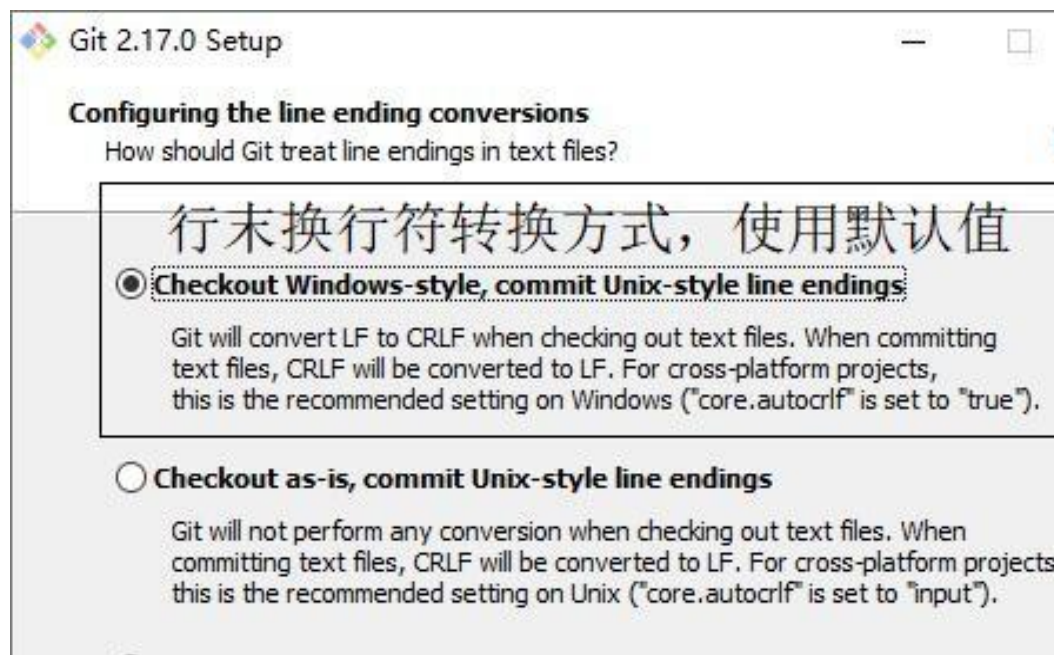 Git 2.17.0 Setup
Configuring the line ending conversions
How should Git treat line endings in text files?
行末换行符转换方式，使用默认值
Checkout Windows-style, commit Unix-style line endings
Git will convert LF to CRLF when checking out text files. When committing
text files, CRLF will be converted to LF. For cross-platform projects,
this is the recommended setting on Windows ("core.autocrlf" is set to "true").
Checkout as-is, commit Unix-style line endings
Git will not perform any conversion when checking out text files. When
committing text files, CRLF will be converted to LF. For cross-platform projects
this is the recommended setting on Unix ("core.autocrlf" is set to "input").